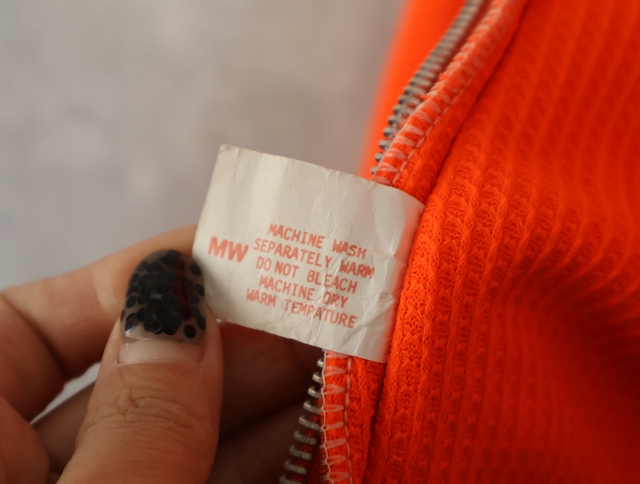 MACHINE WASH
MW SEPARATELY WARM
DO NOT BLEACH
MACHINE DRY
WARM TEMPATURE